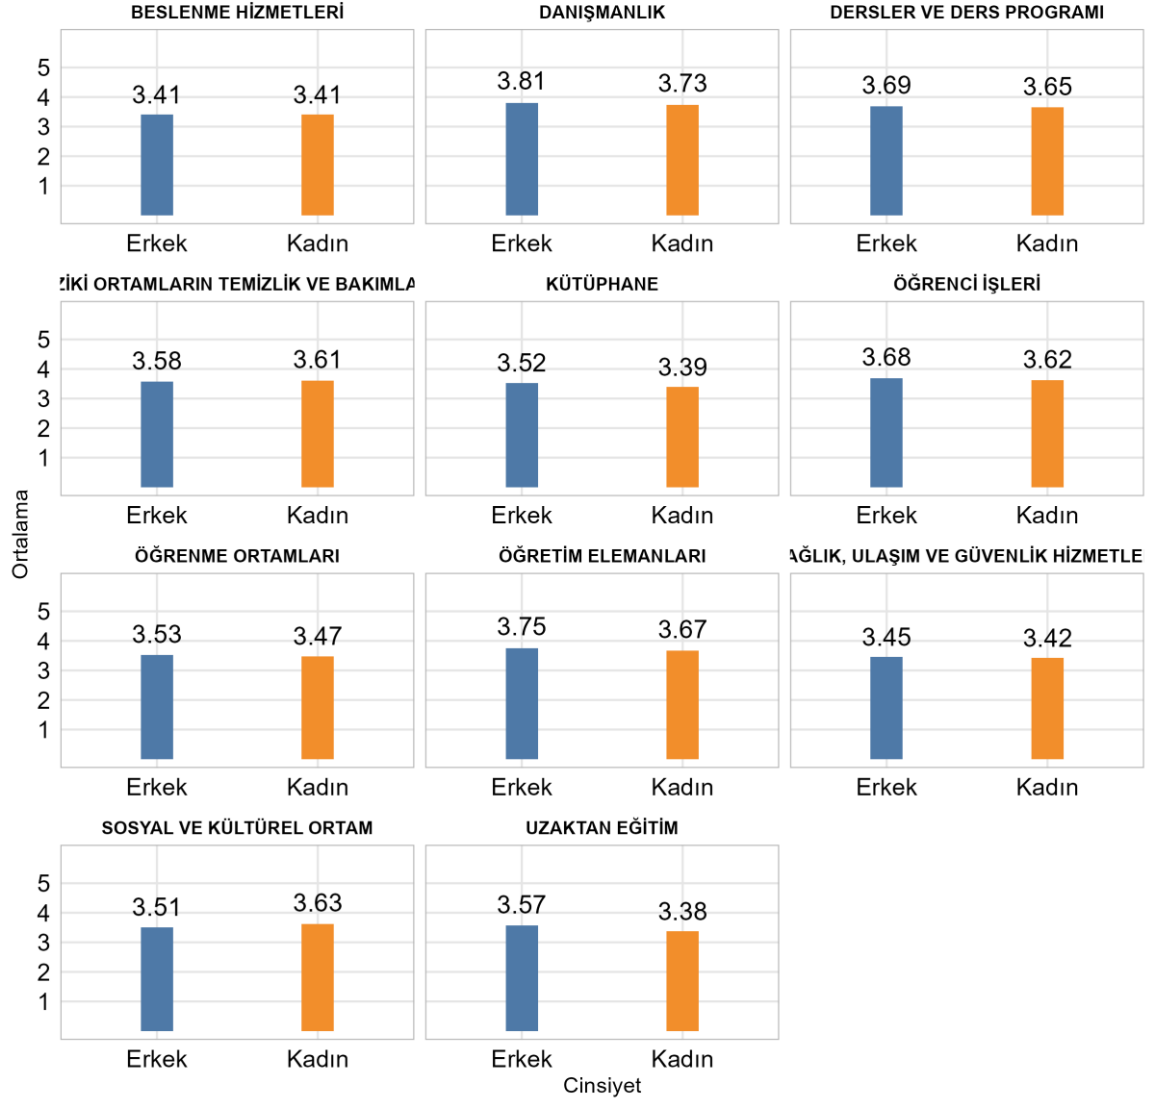 BESLENME HİZMETLERİ
DANIŞMANLIK
DERSLER VE DERS PROGRAMI
5
4
3
2
1
3.41
3.41
3.81
3.73
3.69
3.65
Erkek
Kadın
Erkek
Kadın
Erkek
Kadın
ZİKİ ORTAMLARIN TEMİZLİK VE BAKIMLA
KÜTÜPHANE
ÖĞRENCİ İŞLERİ
5
4
3
2
1
3.58
3.61
3.52
3.39
3.68
3.62
Erkek
Kadın
Erkek
Kadın
Erkek
Kadın
Ortalama
ÖĞRENME ORTAMLARI
ÖĞRETİM ELEMANLARI
AĞLIK, ULAŞIM VE GÜVENLİK HİZMETLE
5
4
3
2
1
3.53
3.47
3.75
3.67
3.45
3.42
Erkek
Kadın
Erkek
Kadın
Erkek
Kadın
SOSYAL VE KÜLTÜREL ORTAM
UZAKTAN EĞİTİM
5
4
3
2
1
3.51
3.63
3.57
3.38
Erkek
Kadın
Erkek
Kadın
Cinsiyet